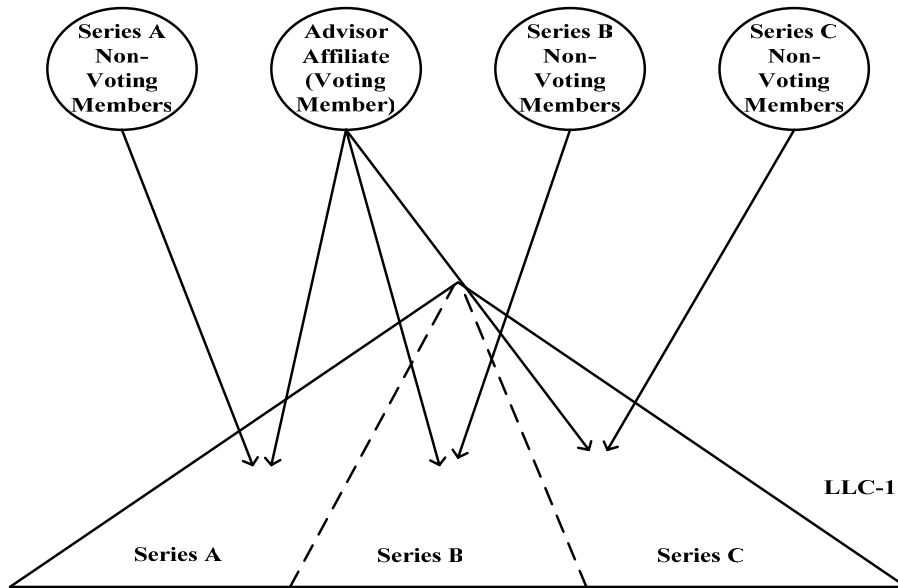 Series A
Non-
Voting
Members
Advisor
Affiliate
(Voting
Member)
Series B
Non-
Voting
Members
Series C
Non-
Voting
Members
LLC-1
Series A
Series B
Series C